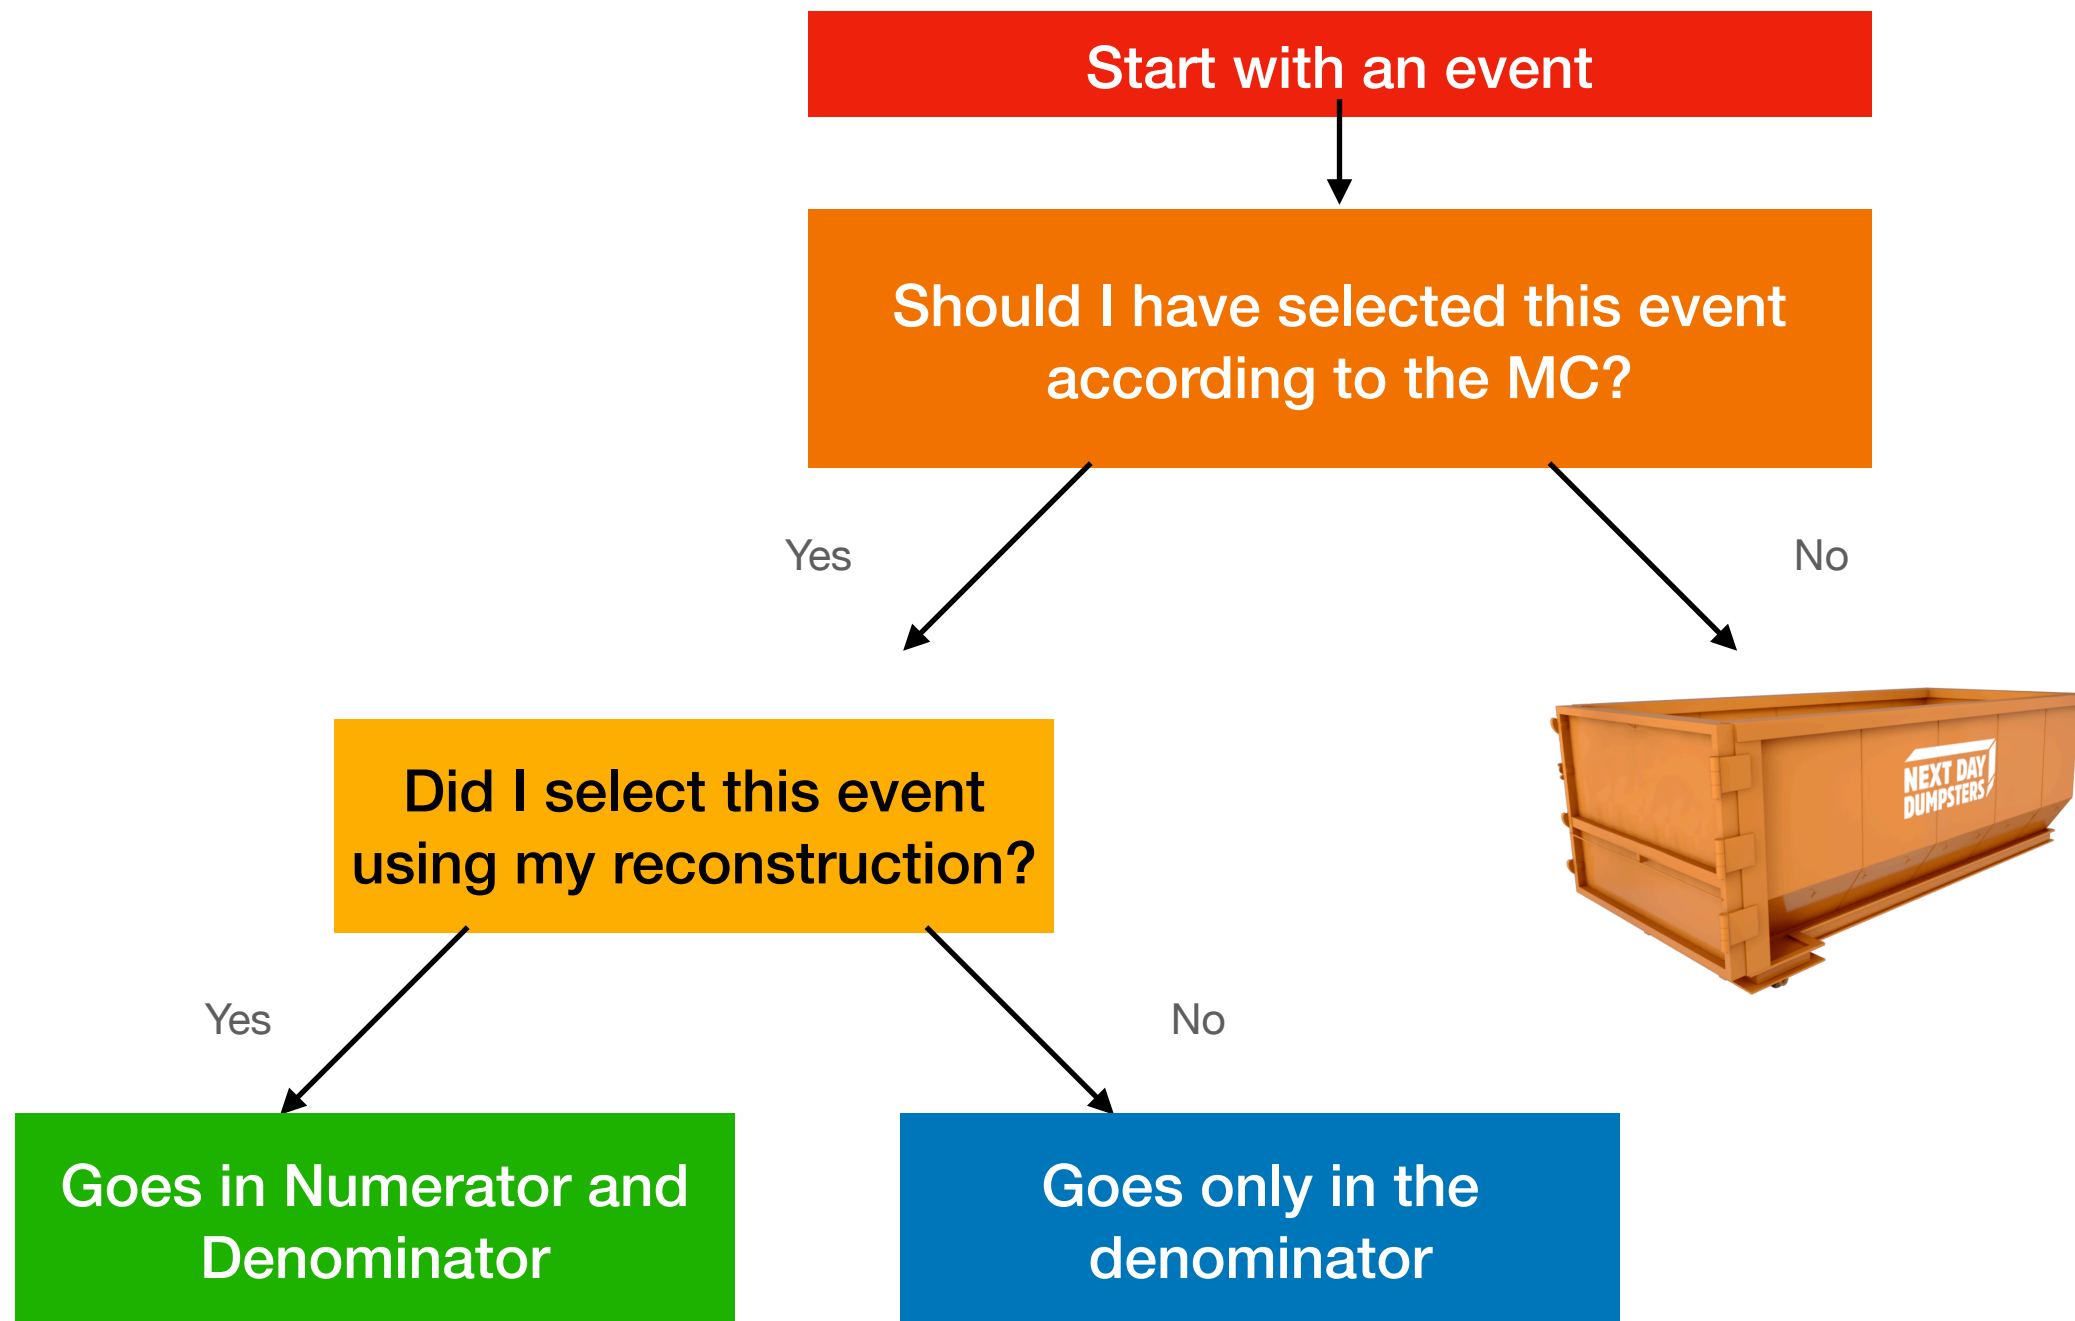 Start with an event
Should I have selected this event
according to the MC?
Yes
No
Did I select this event
using my reconstruction?
NEXT DAY
DUMPSTERS
Yes
No
Goes in Numerator and
Denominator
Goes only in the
denominator